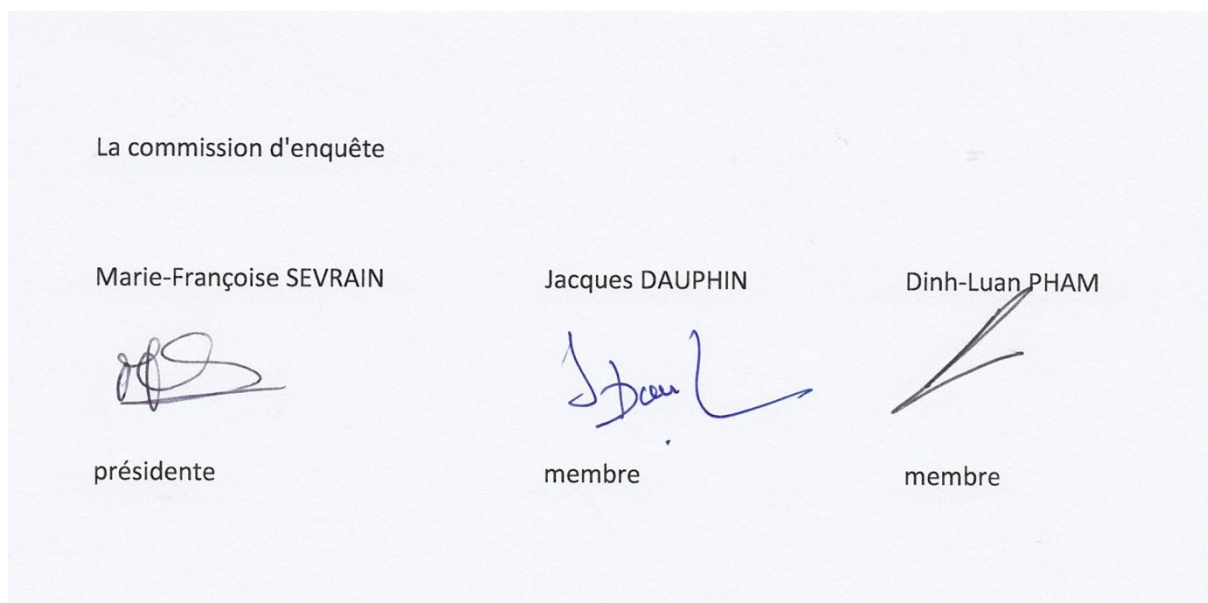 La commission d'enquête
Marie-Françoise SEVRAIN
Jacques DAUPHIN
Dinh-Luan PHAM
présidente
membre
membre